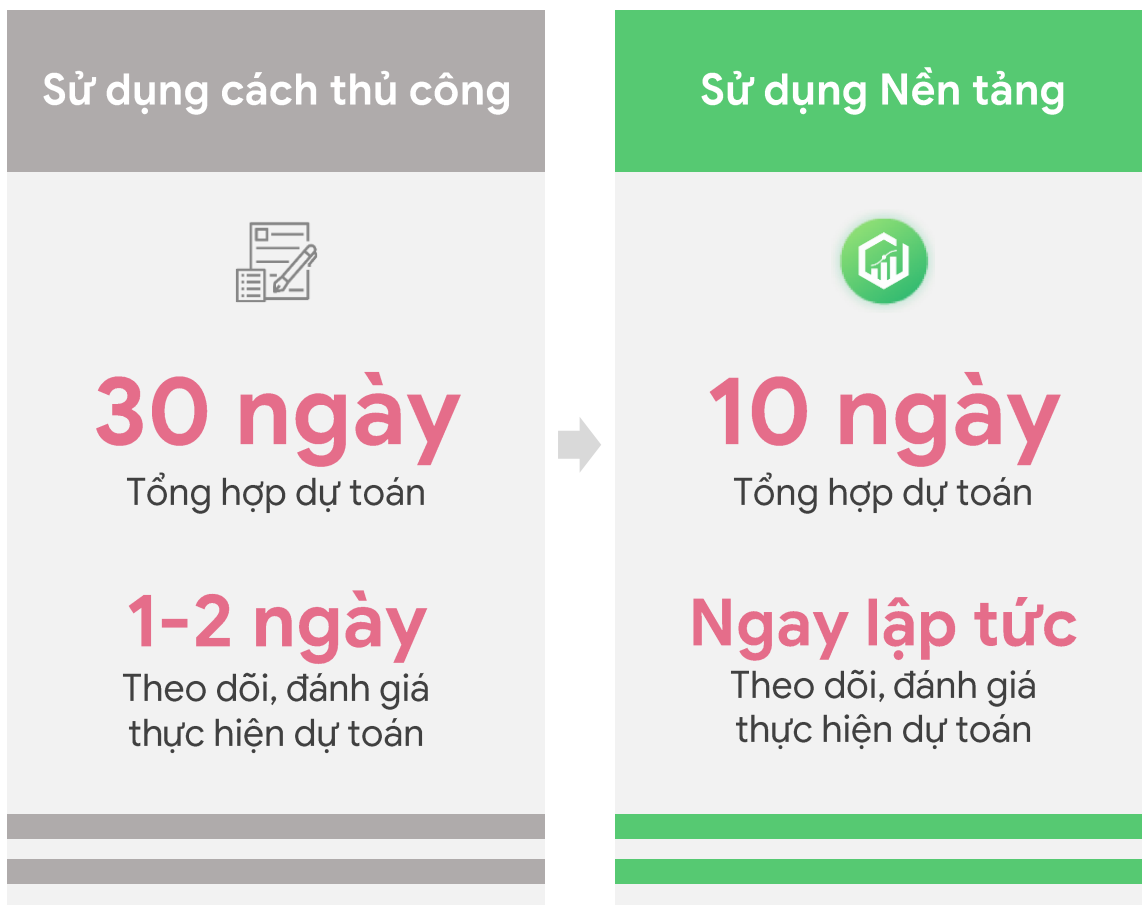 Sử dụng cách thủ công
30 ngày
Tổng hợp dự toán
1-2 ngày
Theo dõi, đánh giá
thực hiện dự toán
Sử dụng Nền tảng
10 ngày
Tổng hợp dự toán
Ngay lập tức
Theo dõi, đánh giá
thực hiện dự toán